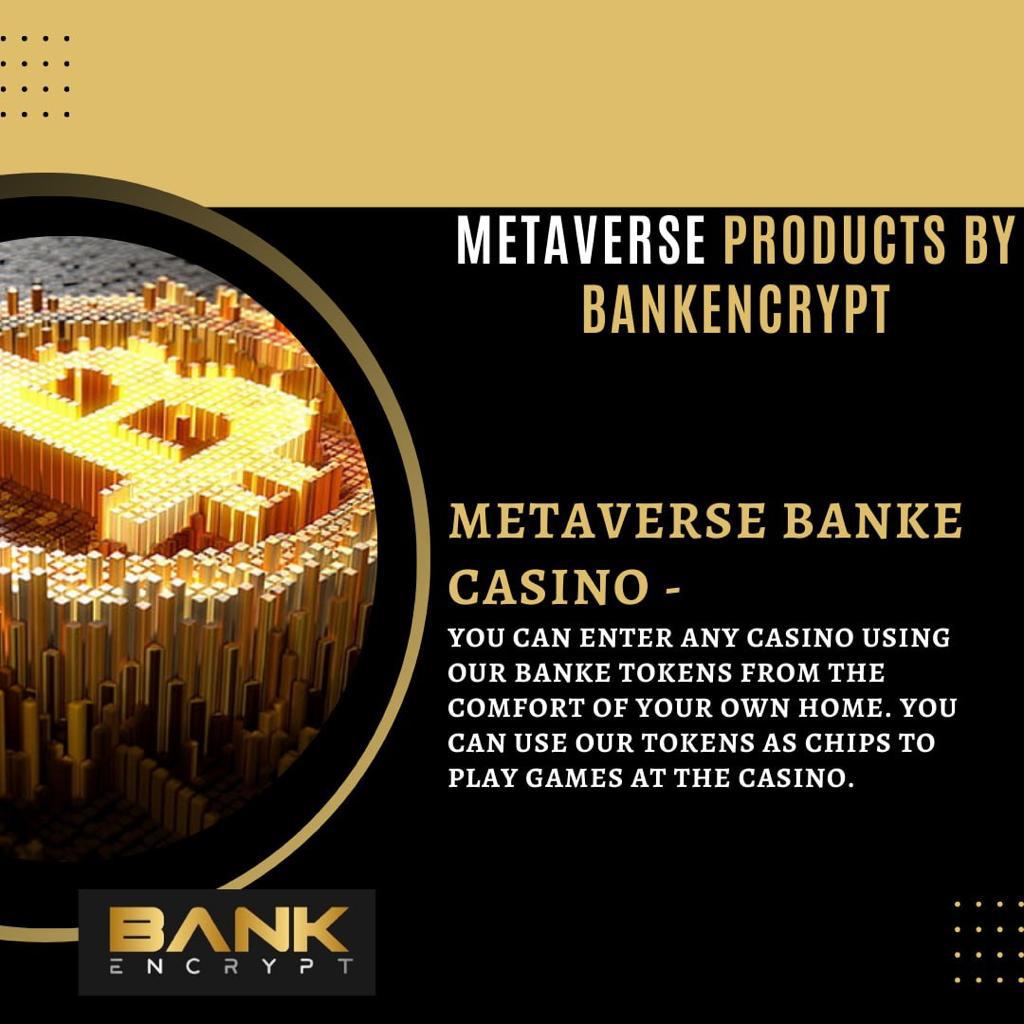 METAVERSE PRODUCTS BY
BANKENCRYPT
METAVERSE BANKE
CASINO -
YOU CAN ENTER ANY CASINO USING
OUR BANKE TOKENS FROM THE
COMFORT OF YOUR OWN HOME. YOU
CAN USE OUR TOKENS AS CHIPS TO
PLAY GAMES AT THE CASINO.
BANK
ENCRYPT